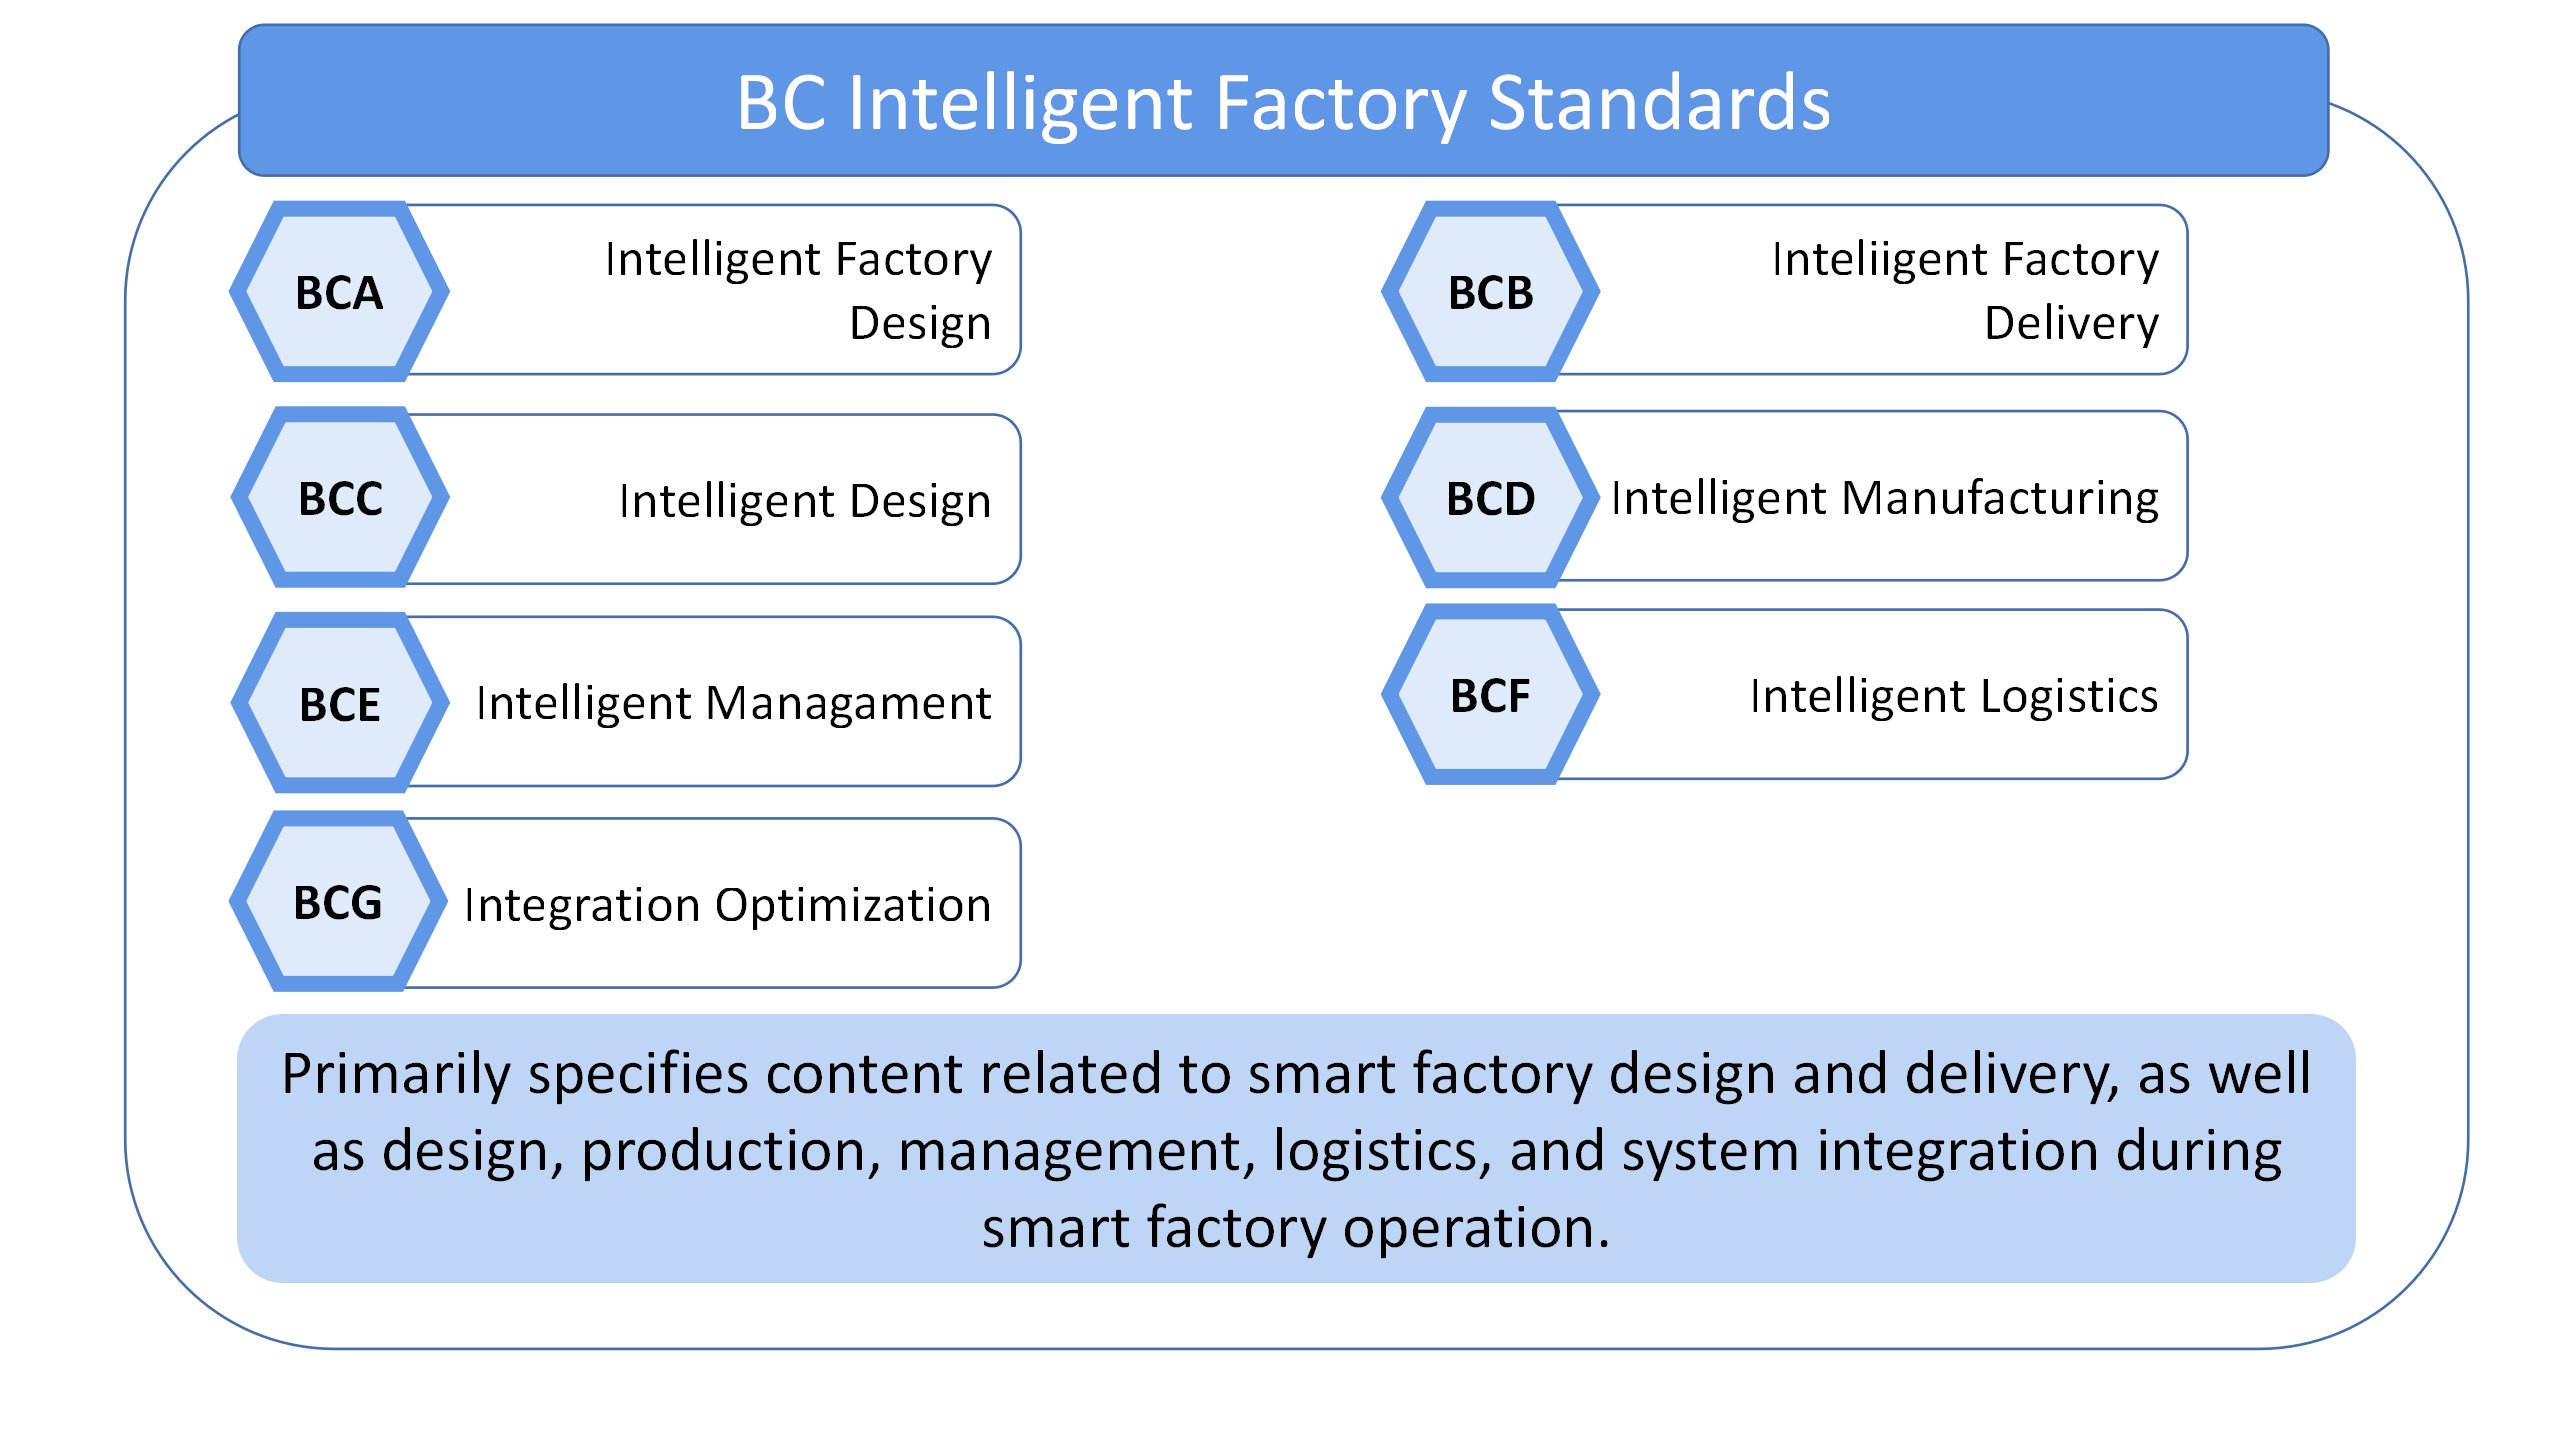 BC Intelligent Factory Standards
BCA
Intelligent Factory
Design
BCB
Inteliigent Factory
Delivery
BCC
Intelligent Design
BCD
Intelligent Manufacturing
BCE
Intelligent Managament
BCF
Intelligent Logistics
BCG
Integration Optimization
Primarily specifies content related to smart factory design and delivery, as well
as design, production, management, logistics, and system integration during
smart factory operation.